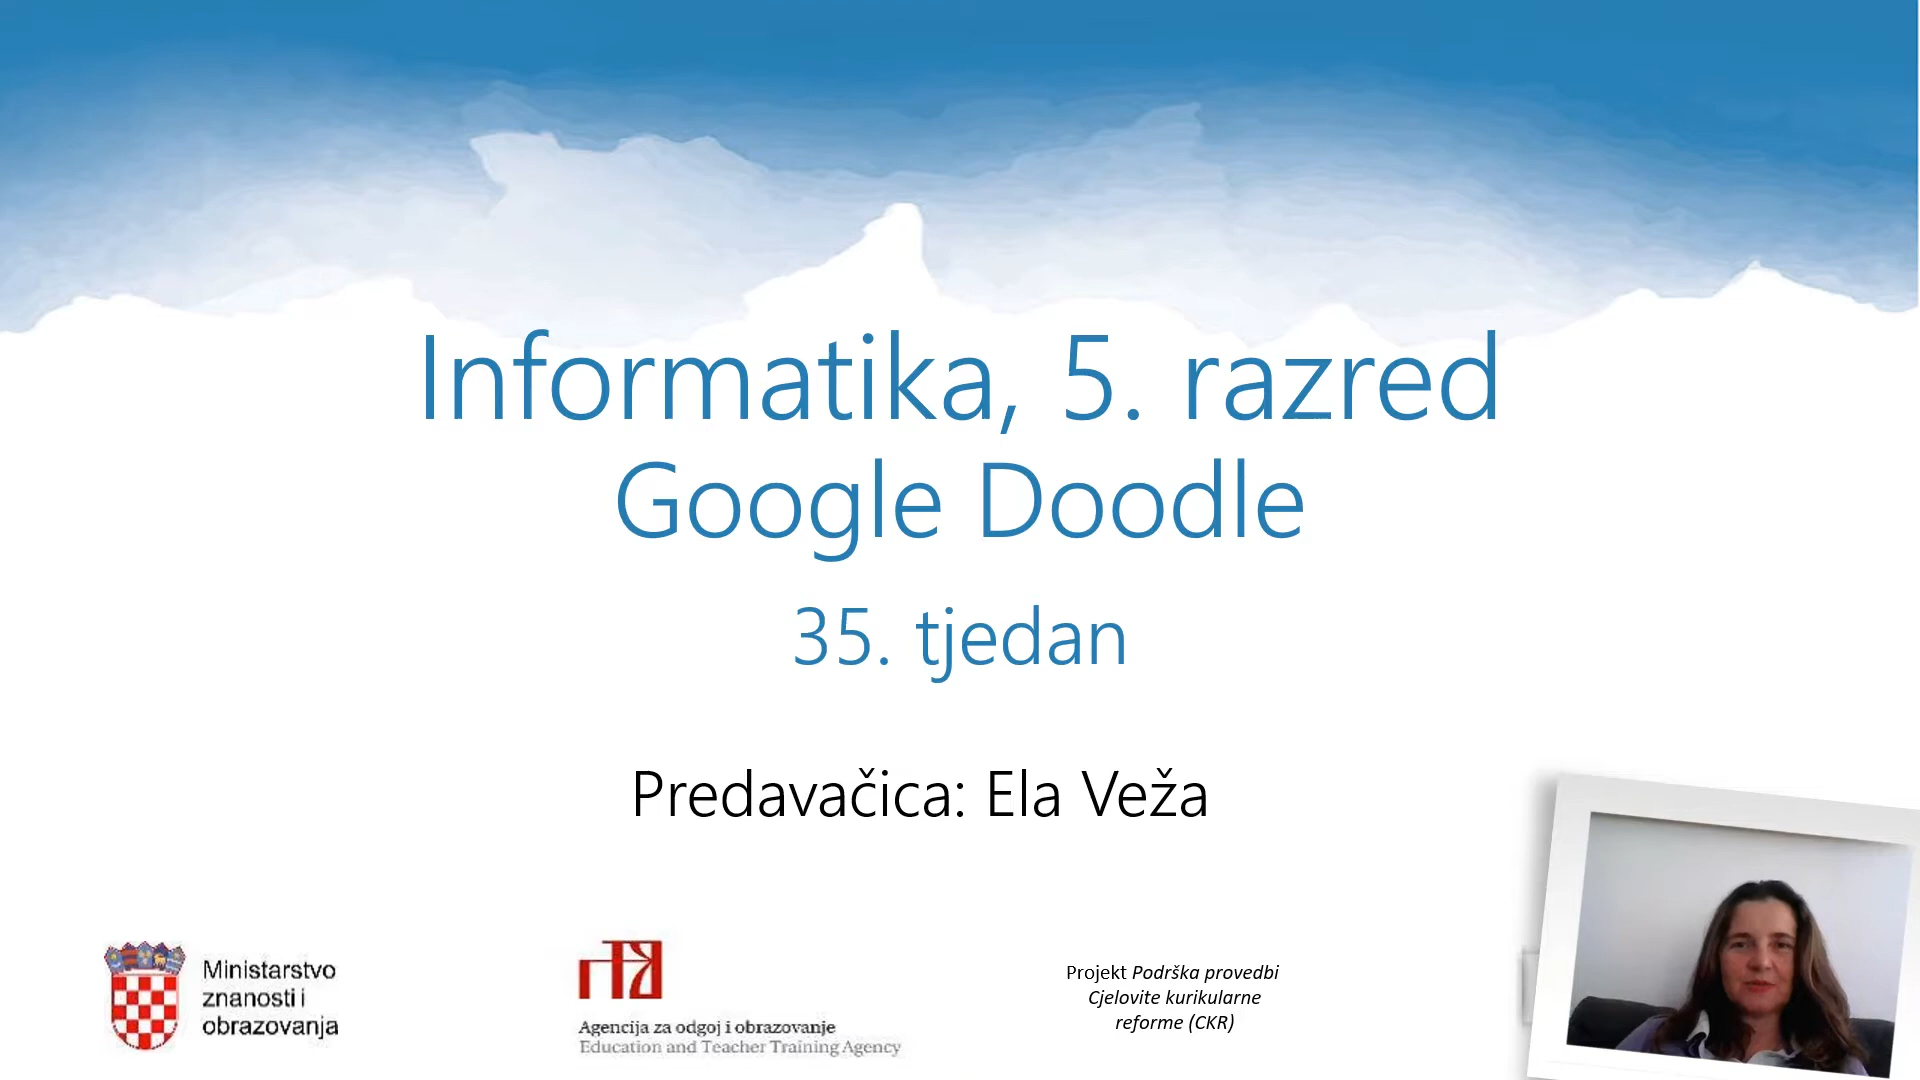 Informatika, 5. razred
Google Doodle
35. tjedan
Predavačica: Ela Veža
Ministarstvo
znanosti i
obrazovanja
Agencija za odgoj i obrazovanje
Education and Teacher Training Agency
Projekt Podrška provedbi
Cjelovite kurikularne
reforme (CKR)